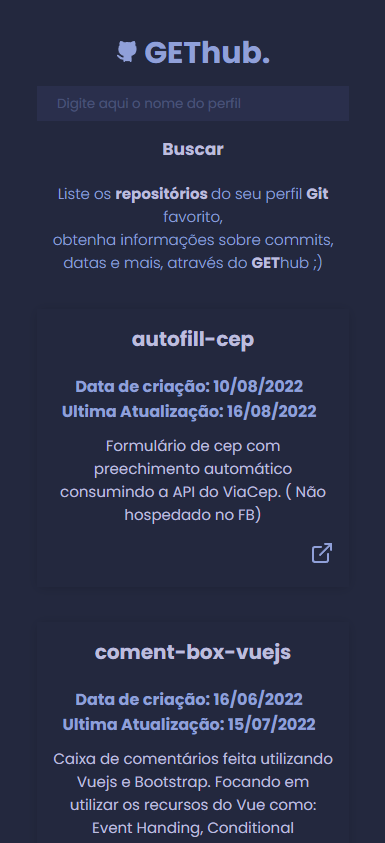 GEThub.
Digite aqui o nome do perfil
Buscar
Liste os repositórios do seu perfil Git
favorito,
obtenha informações sobre commits,
datas e mais, através do GEThub ;)
autofill-cep
Data de criação: 10/08/2022
Ultima Atualização: 16/08/2022
Formulário de cep com
preechimento automático
consumindo a API do ViaCep. ( Não
hospedado no FB)
coment-box-vuejs
Data de criação: 16/06/2022
Ultima Atualização: 15/07/2022
Caixa de comentários feita utilizando
Vuejs e Bootstrap. Focando em
utilizar os recursos do Vue como:
Event Handing, Conditional